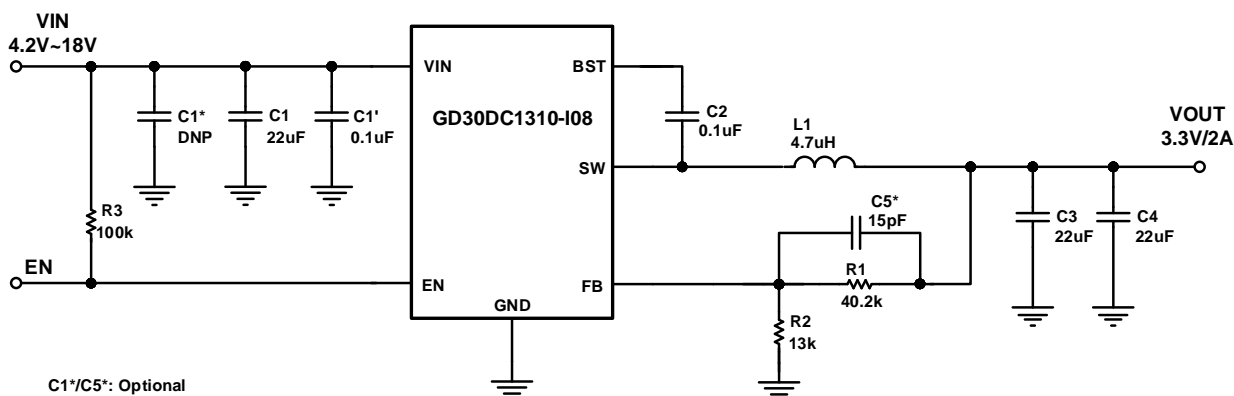 VIN
4.2V~18V
C1*
DNP
C1
22uF
C1'
0.1uF
R3
100k
EN
VIN
BST
GD30DC1310-I08
SW
EN
FB
GND
C2
0.1uF
L1
4.7uH
VOUT
3.3V/2A
C5*
15pF
R1
40.2k
R2
13k
C3
22uF
C4
22uF
C1*/C5*: Optional